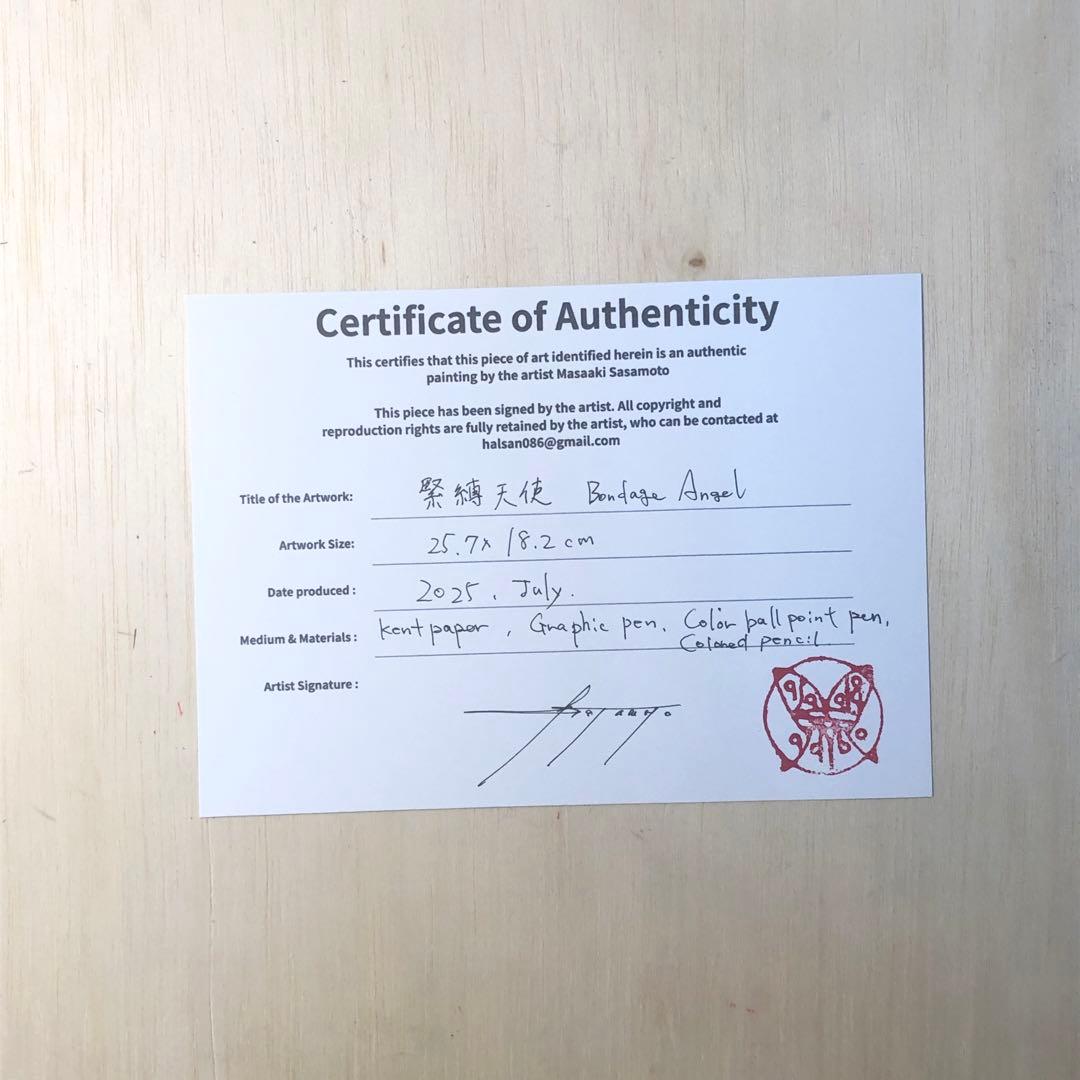 Certificate of Authenticity
This certifies that this piece of art identified herein is an authentic
painting by the artist Masaaki Sasamoto
This piece has been signed by the artist. All copyright and
reproduction rights are fully retained by the artist, who can be contacted at
halsan086@gmail.com
Title of the Artwork: 緊縛天使 Bondage Angel
Artwork Size: 25.7x 18.2 cm
Date produced : 2025. July.
Medium & Materials : Kent paper, Graphic pen. Color ball point pen.
Colored pencil
Artist Signature :